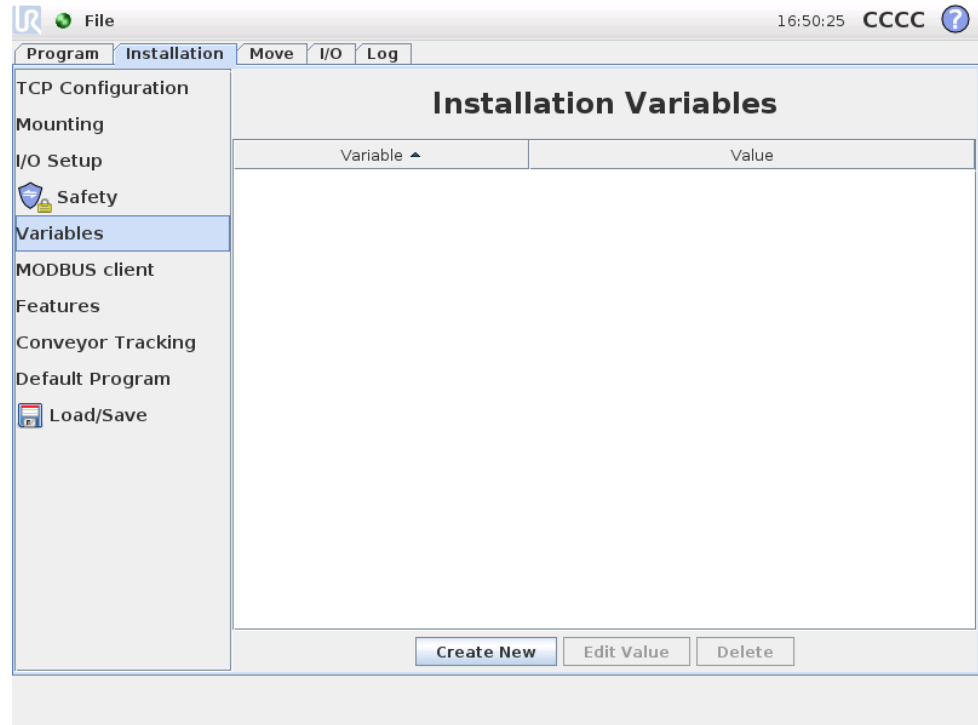 UR File 16:50:25 CCCC ?
Program Installation Move I/O Log
TCP Configuration
Mounting
I/O Setup
Safety
Variables
MODBUS client
Features
Conveyor Tracking
Default Program
Load/Save
Installation Variables
Variable Value
Create New Edit Value Delete